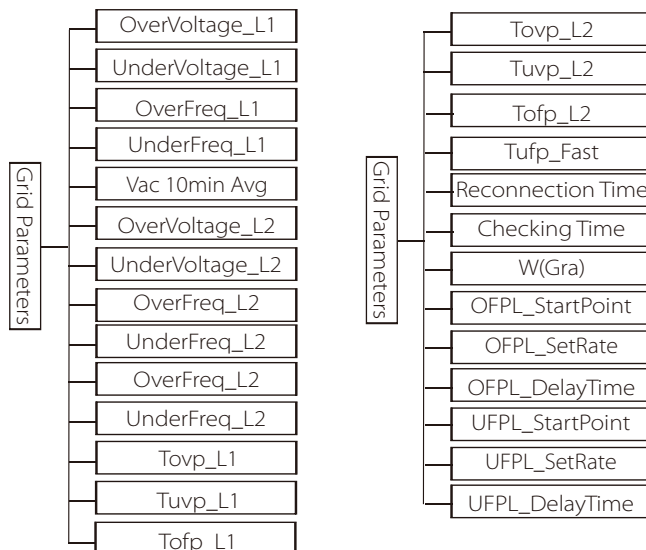 Grid Parameters
OverVoltage_L1
UnderVoltage_L1
OverFreq_L1
UnderFreq_L1
Vac 10min Avg
OverVoltage_L2
UnderVoltage_L2
OverFreq_L2
UnderFreq_L2
OverFreq_L2
UnderFreq_L2
Tovp_L1
Tuvp_L1
Tofp_L1
Grid Parameters
Tovp_L2
Tuvp_L2
Tofp_L2
Tufp_Fast
Reconnection Time
Checking Time
W(Gra)
OFPL_StartPoint
OFPL_SetRate
OFPL_DelayTime
UFPL_StartPoint
UFPL_SetRate
UFPL_DelayTime